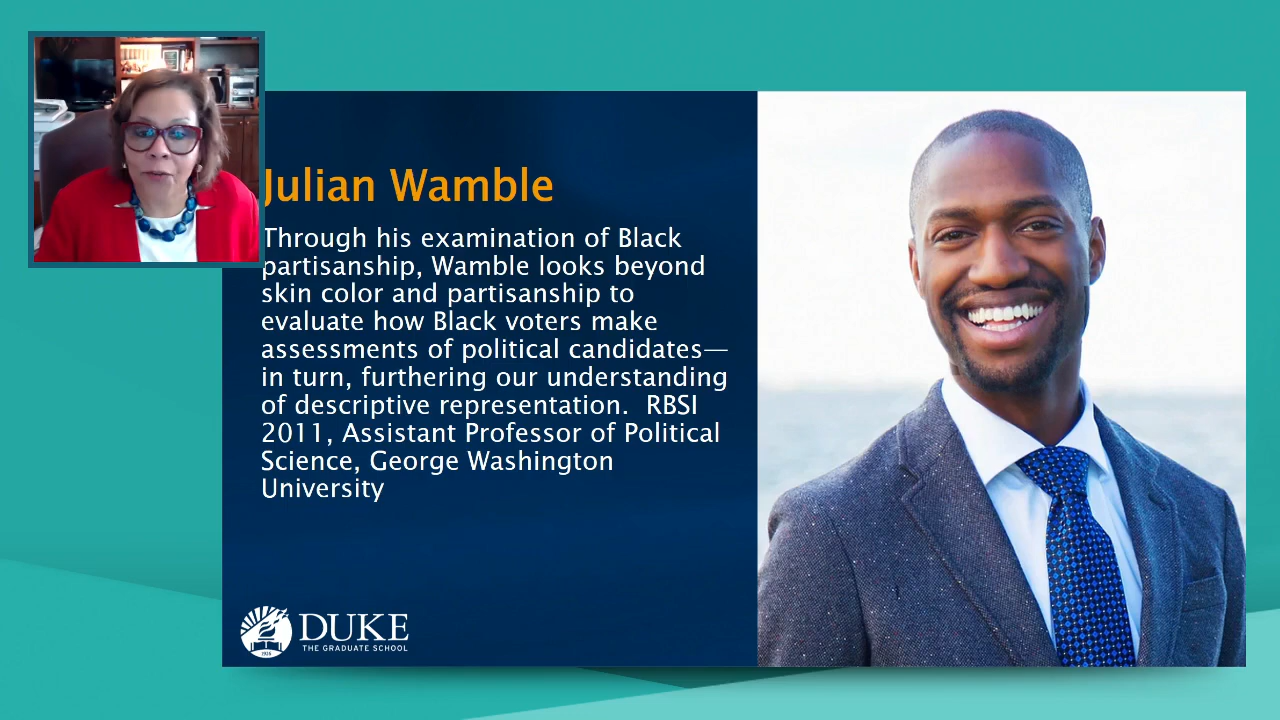 Julian Wamble
Through his examination of Black
partisanship, Wamble looks beyond
skin color and partisanship to
evaluate how Black voters make
assessments of political candidates—
in turn, furthering our understanding
of descriptive representation.  RBSI
2011, Assistant Professor of Political
Science, George Washington
University
1926
DUKE
THE GRADUATE SCHOOL